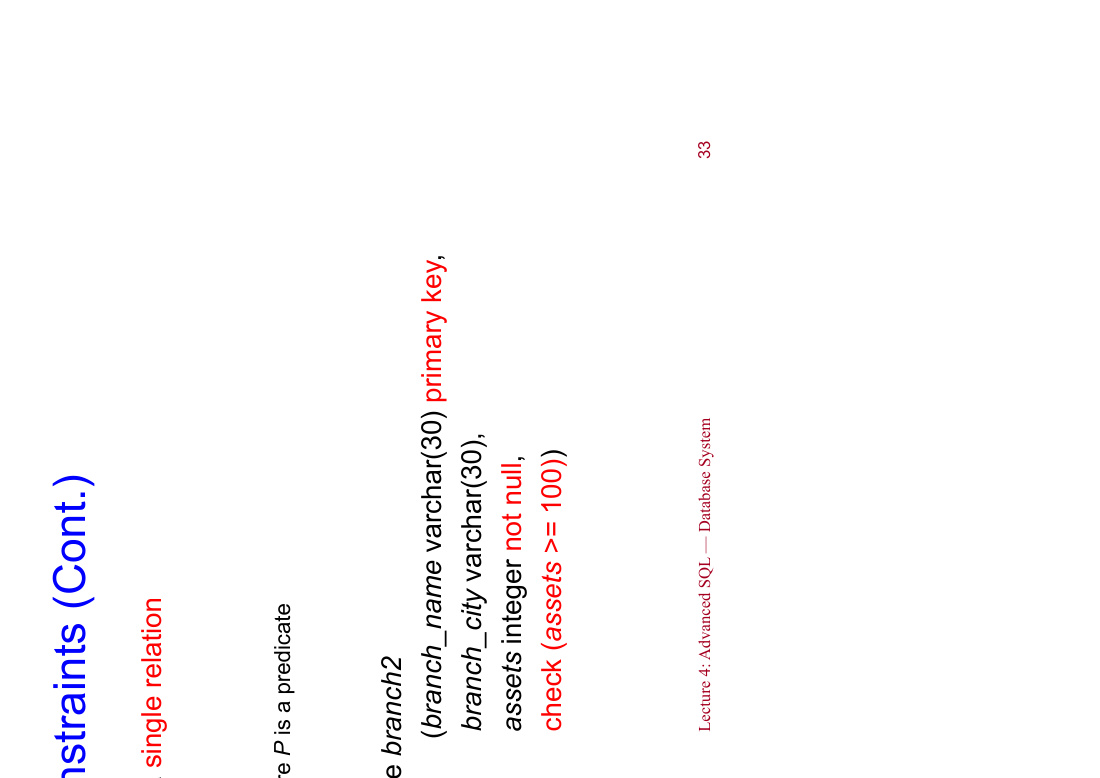 nstraints (Cont.)
single relation
re P is a predicate
e branch2
(branch_name varchar(30) primary key,
branch_city varchar(30),
assets integer not null,
check (assets >= 100))
Lecture 4: Advanced SQL — Database System 33